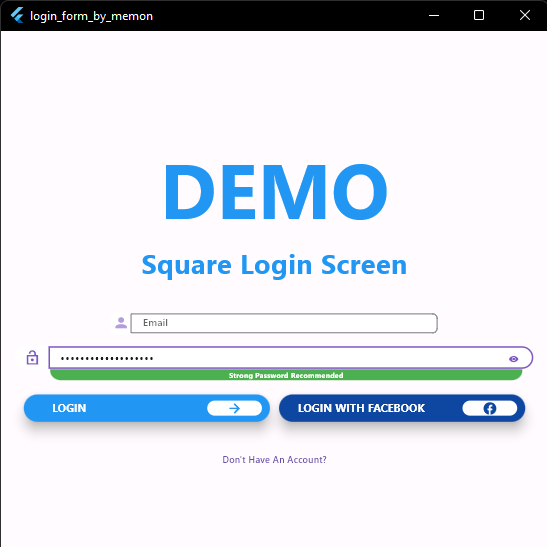 login_form_by_memon
DEMO
Square Login Screen
Email
•••••••••••••••••••
Strong Password Recommended
LOGIN
LOGIN WITH FACEBOOK
Don't Have An Account?